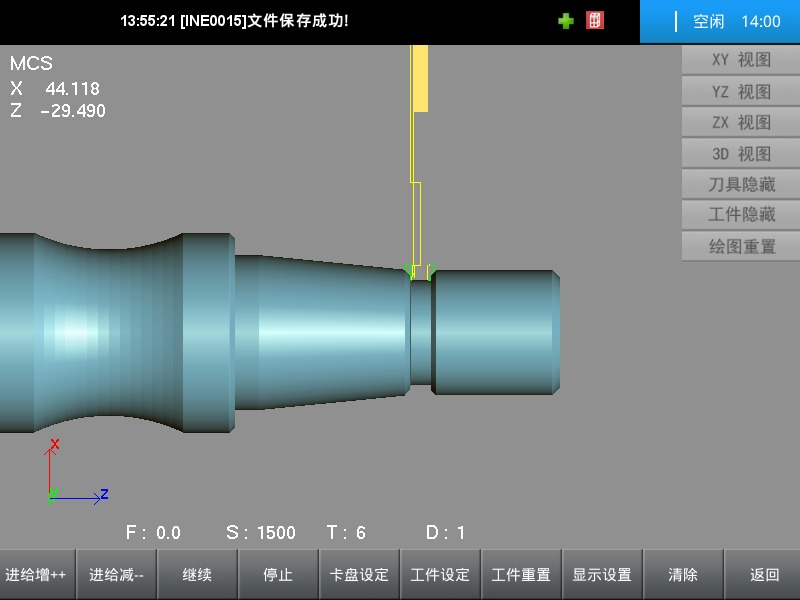 13:55:21 [INE0015]文件保存成功!
空闲 14:00
MCS
X 44.118
Z -29.490
XY 视图
YZ 视图
ZX 视图
3D 视图
刀具隐藏
工件隐藏
绘图重置
X
Z
F: 0.0 S: 1500 T: 6 D: 1
进给增++ 进给减-- 继续 停止 卡盘设定 工件设定 工件重置 显示设置 清除 返回